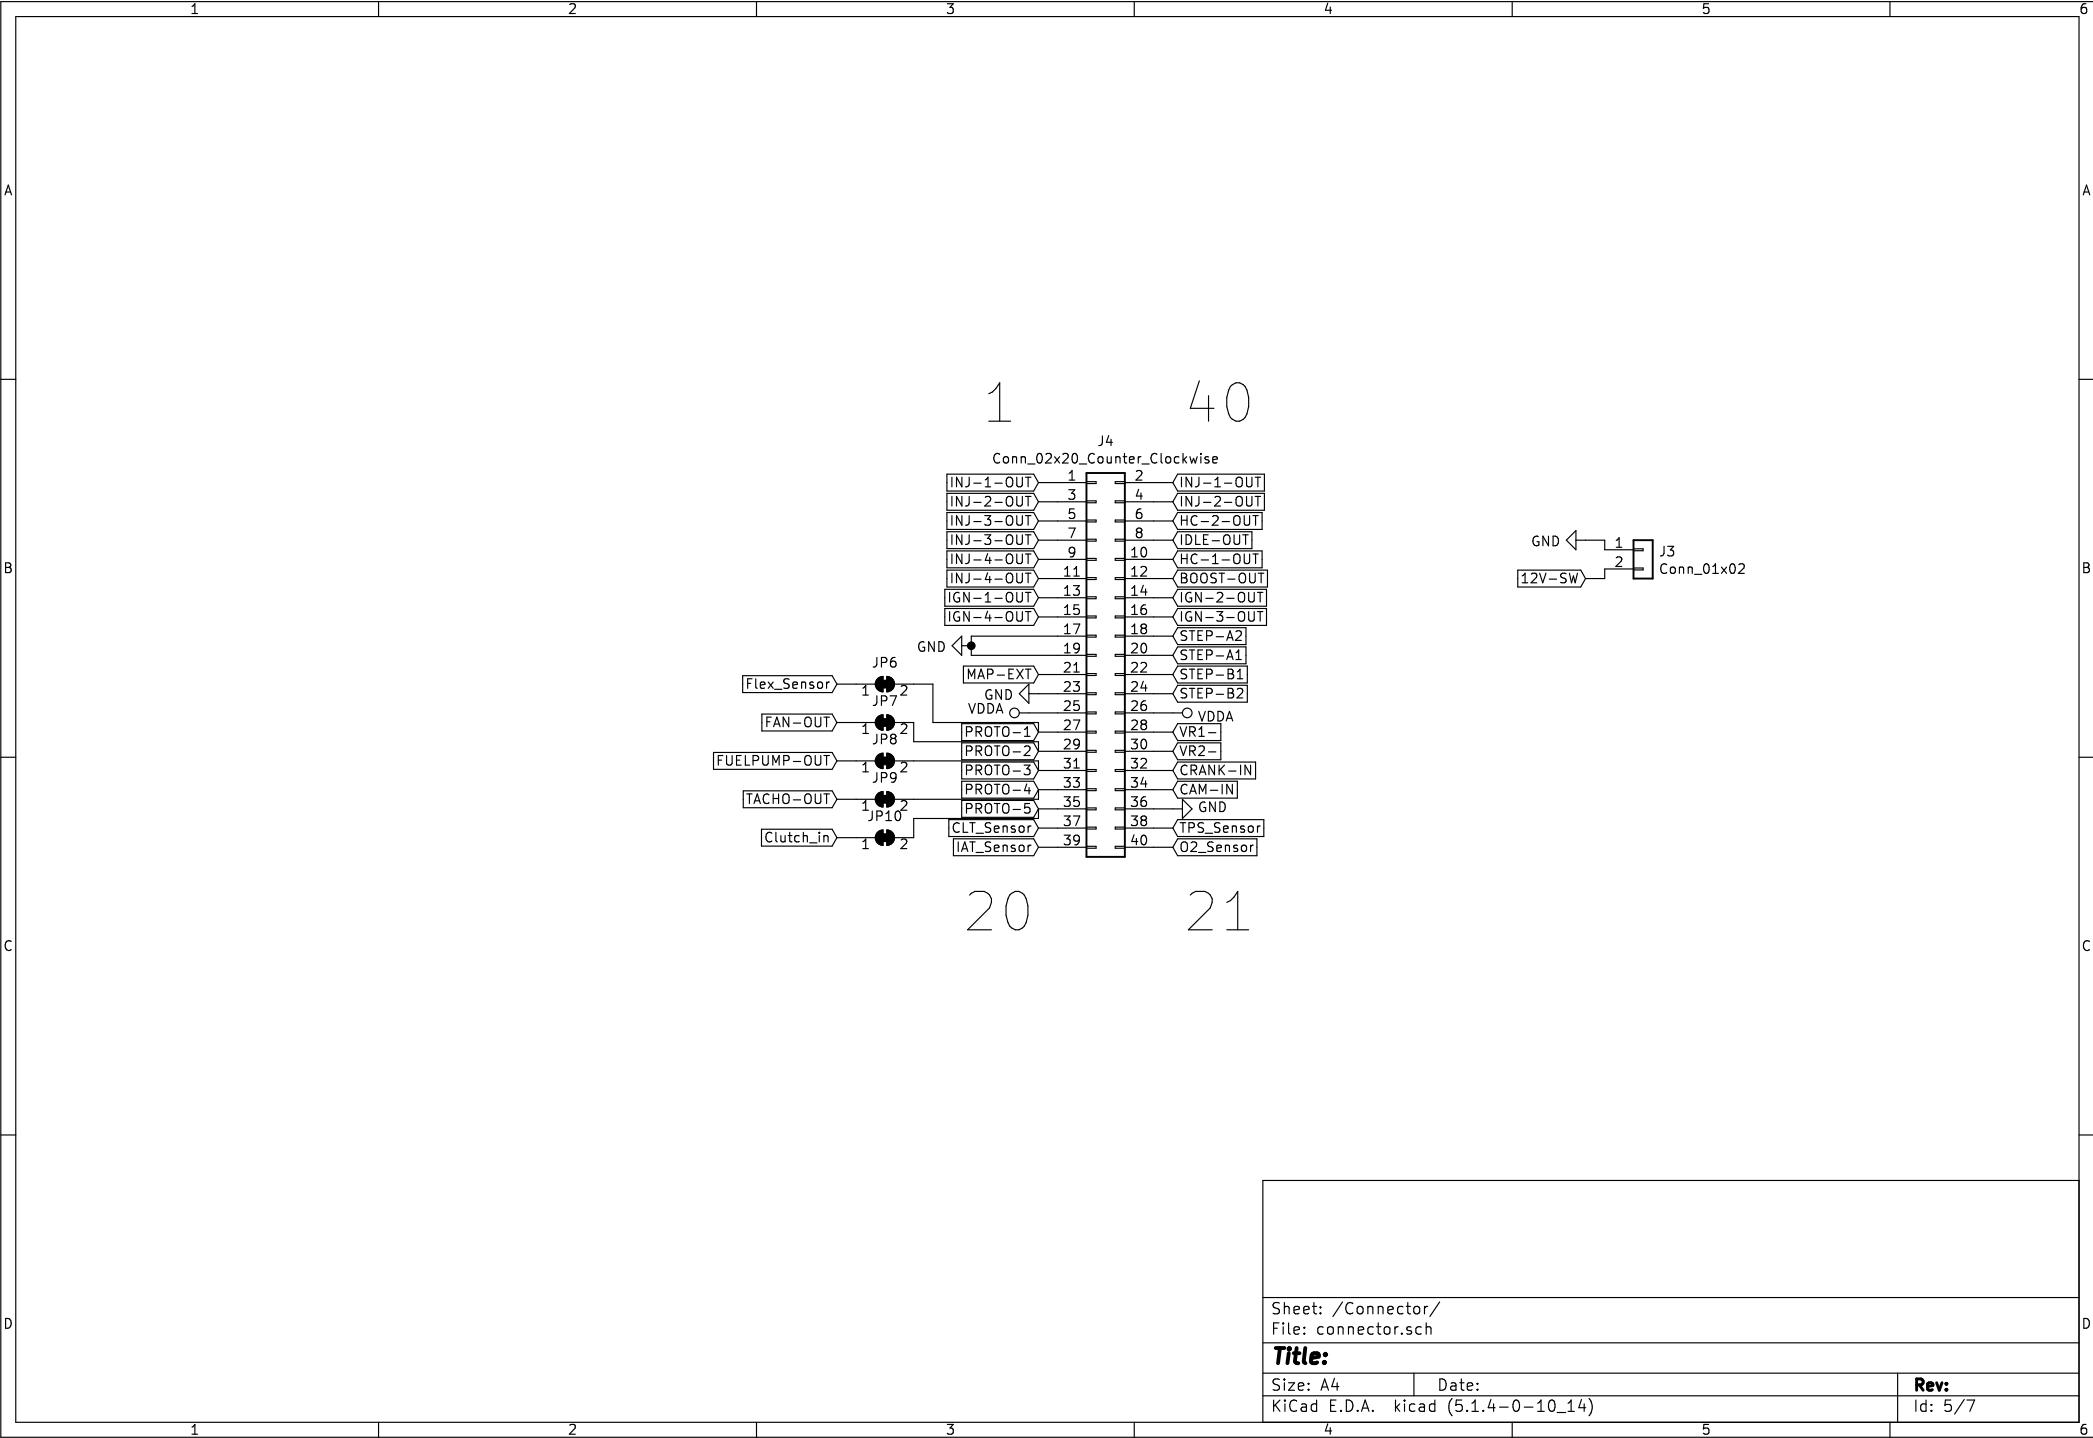 1 2 3 4 5 6
A A
1 40
J4
Conn_02x20_Counter_Clockwise
INJ-1-OUT 1 2 INJ-1-OUT
INJ-2-OUT 3 4 INJ-2-OUT
INJ-3-OUT 5 6 HC-2-OUT
INJ-3-OUT 7 8 IDLE-OUT
INJ-4-OUT 9 10 HC-1-OUT
INJ-4-OUT 11 12 BOOST-OUT
IGN-1-OUT 13 14 IGN-2-OUT
IGN-4-OUT 15 16 IGN-3-OUT
17 18 STEP-A2
GND
19 20 STEP-A1
MAP-EXT 21 22 STEP-B1
GND 23 24 STEP-B2
VDDA 25 26 VDDA
PROTO-1 27 28 VR1-
PROTO-2 29 30 VR2-
PROTO-3 31 32 CRANK-IN
PROTO-4 33 34 CAM-IN
PROTO-5 35 36 GND
CLT_Sensor 37 38 TPS_Sensor
IAT_Sensor 39 40 O2_Sensor
20 21
JP6
Flex_Sensor 1 2
JP7
FAN-OUT 1 2
JP8
FUELPUMP-OUT 1 2
JP9
TACHO-OUT 1 2
JP10
Clutch_in 1 2
GND 1
12V-SW 2
J3
Conn_01x02
B B
C C
D D
Sheet: /Connector/
File: connector.sch
Title:
Size: A4 Date: Rev:
KiCad E.D.A. kicad (5.1.4-0-10_14) Id: 5/7
1 2 3 4 5 6